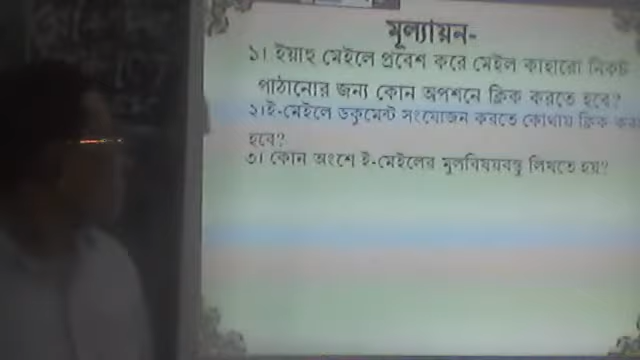 মূল্যায়ন-
১। ইয়াহু মেইলে প্রবেশ করে মেইল কাহারো নিকট
পাঠানোর জন্য কোন অপশনে ক্লিক করতে হবে?
২।ই-মেইলে ডকুমেন্ট সংযোজন করতে কোথায় ক্লিক
হবে?
৩। কোন অংশে ই-মেইলের মুলবিষয়বস্তু লিখতে হয়?